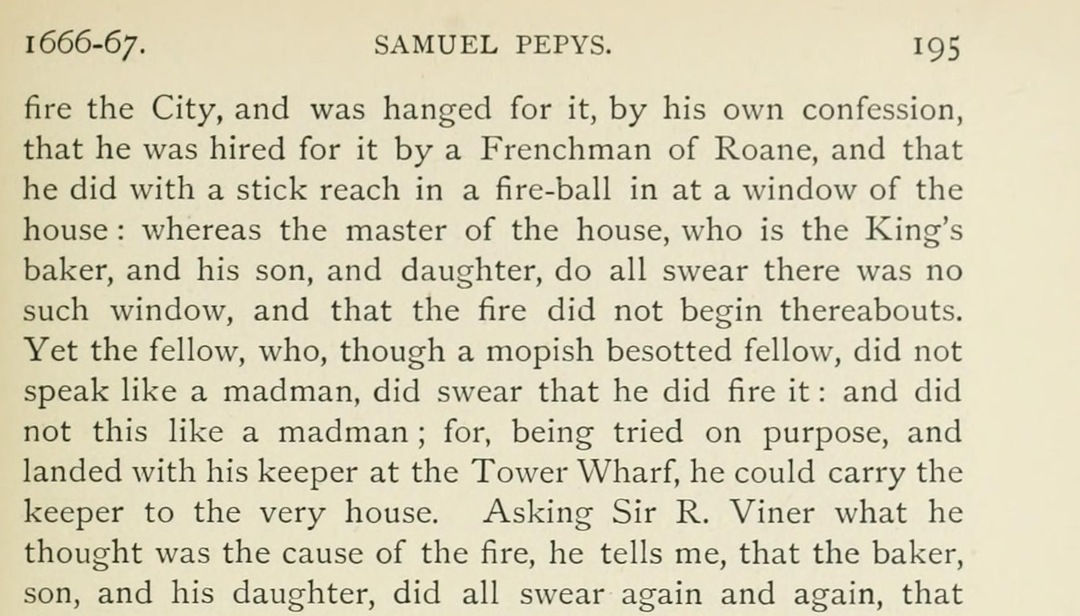 1666-67. SAMUEL PEPYS. 195
fire the City, and was hanged for it, by his own confession,
that he was hired for it by a Frenchman of Roane, and that
he did with a stick reach in a fire-ball in at a window of the
house : whereas the master of the house, who is the King's
baker, and his son, and daughter, do all swear there was no
such window, and that the fire did not begin thereabouts.
Yet the fellow, who, though a mopish besotted fellow, did not
speak like a madman, did swear that he did fire it : and did
not this like a madman ; for, being tried on purpose, and
landed with his keeper at the Tower Wharf, he could carry the
keeper to the very house. Asking Sir R. Viner what he
thought was the cause of the fire, he tells me, that the baker,
son, and his daughter, did all swear again and again, that